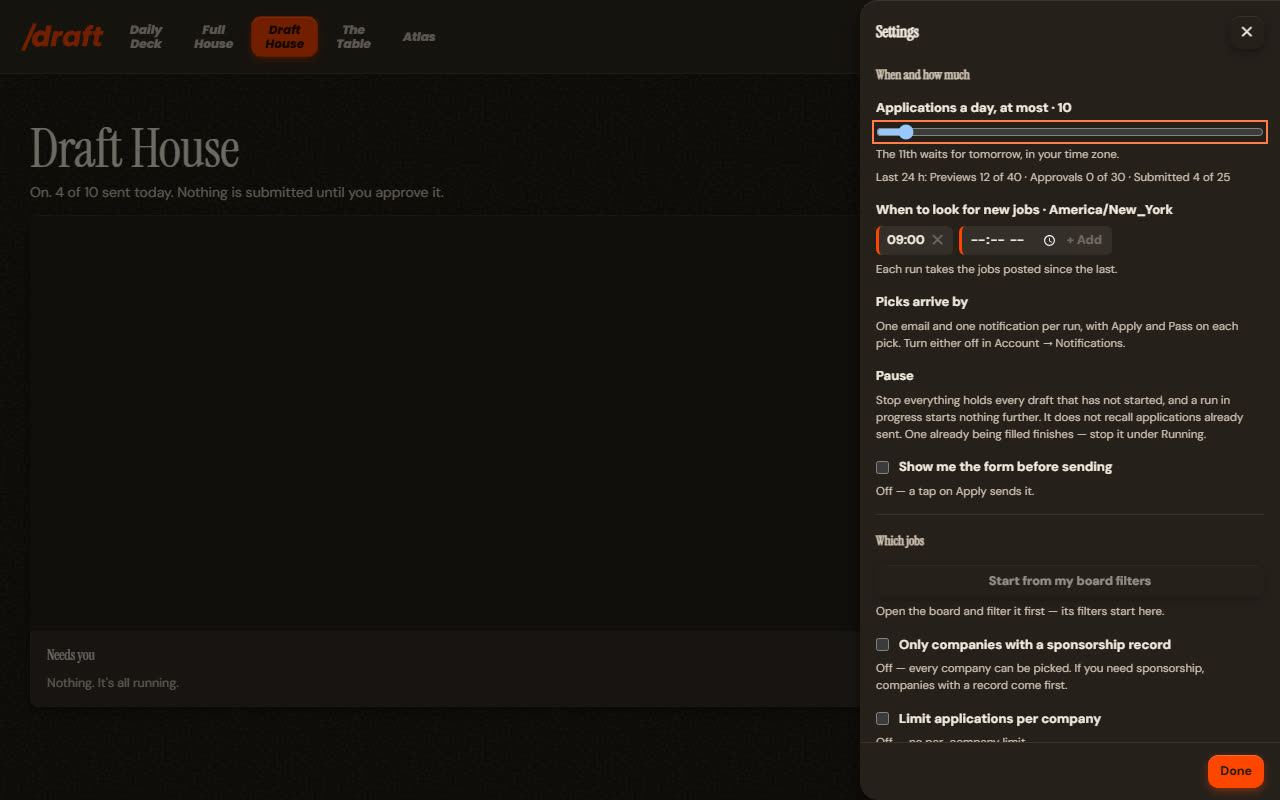 /draft
Daily Deck
Full House
Draft House
The Table
Atlas
Draft House
On. 4 of 10 sent today. Nothing is submitted until you approve it.
Needs you
Nothing. It's all running.
Settings
When and how much
Applications a day, at most · 10
The 11th waits for tomorrow, in your time zone.
Last 24 h: Previews 12 of 40 · Approvals 0 of 30 · Submitted 4 of 25
When to look for new jobs · America/New_York
09:00 --:-- -- + Add
Each run takes the jobs posted since the last.
Picks arrive by
One email and one notification per run, with Apply and Pass on each
pick. Turn either off in Account → Notifications.
Pause
Stop everything holds every draft that has not started, and a run in
progress starts nothing further. It does not recall applications already
sent. One already being filled finishes — stop it under Running.
Show me the form before sending
Off — a tap on Apply sends it.
Which jobs
Start from my board filters
Open the board and filter it first — its filters start here.
Only companies with a sponsorship record
Off — every company can be picked. If you need sponsorship,
companies with a record come first.
Limit applications per company
Off — no per-company limit.
Done